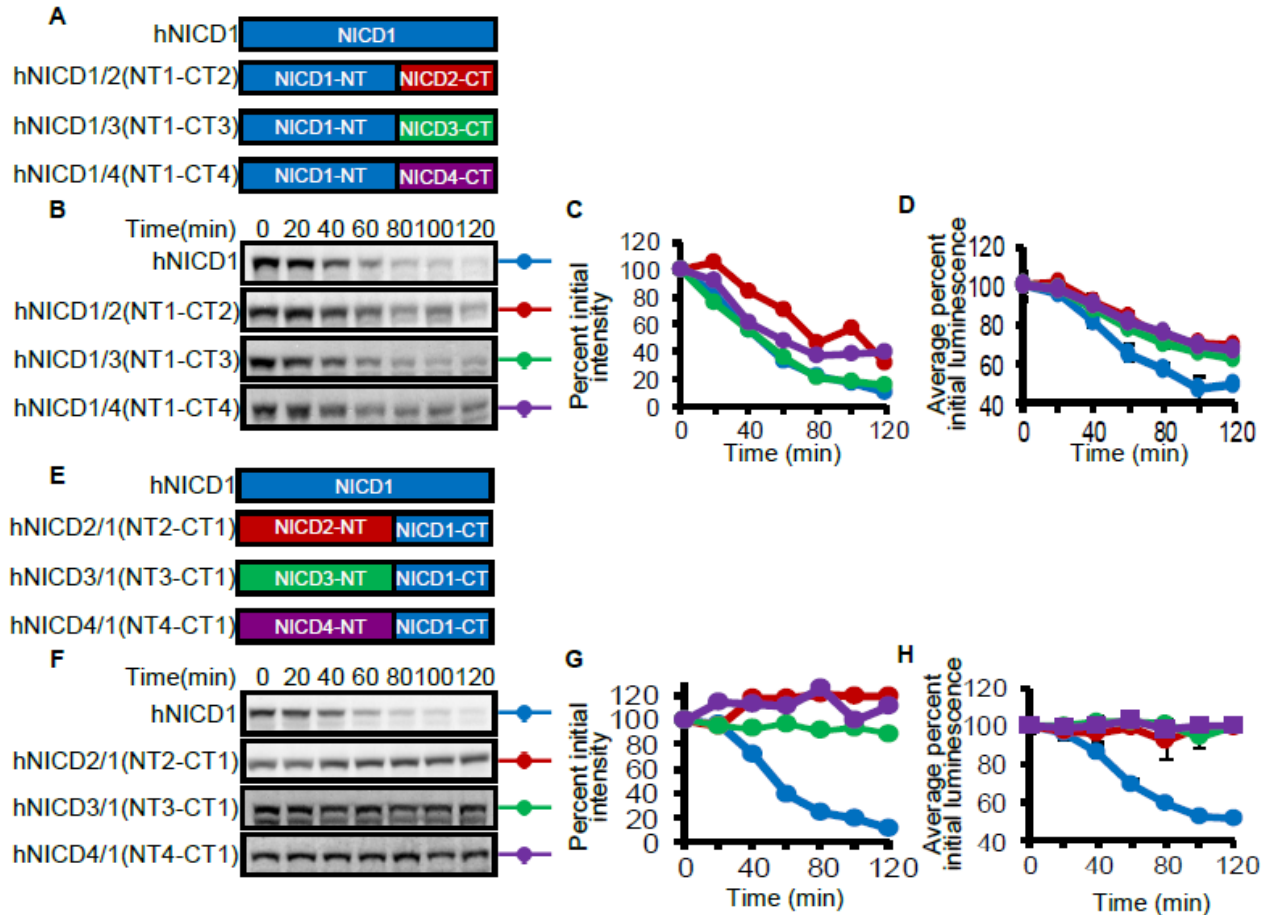 A
hNICD1 NICD1
hNICD1/2(NT1-CT2) NICD1-NT NICD2-CT
hNICD1/3(NT1-CT3) NICD1-NT NICD3-CT
hNICD1/4(NT1-CT4) NICD1-NT NICD4-CT
B
Time(min) 0 20 40 60 80 100 120
hNICD1
hNICD1/2(NT1-CT2)
hNICD1/3(NT1-CT3)
hNICD1/4(NT1-CT4)
C
Percent initial
intensity
120
100
80
60
40
20
0
0 40 80 120
Time (min)
D
Average percent
initial luminescence
120
100
80
60
40
0 40 80 120
Time (min)
E
hNICD1 NICD1
hNICD2/1(NT2-CT1) NICD2-NT NICD1-CT
hNICD3/1(NT3-CT1) NICD3-NT NICD1-CT
hNICD4/1(NT4-CT1) NICD4-NT NICD1-CT
F
Time(min) 0 20 40 60 80 100 120
hNICD1
hNICD2/1(NT2-CT1)
hNICD3/1(NT3-CT1)
hNICD4/1(NT4-CT1)
G
Percent initial
intensity
120
100
80
60
40
20
0
0 40 80 120
Time (min)
H
Average percent
initial luminescence
120
100
80
60
40
0 40 80 120
Time (min)